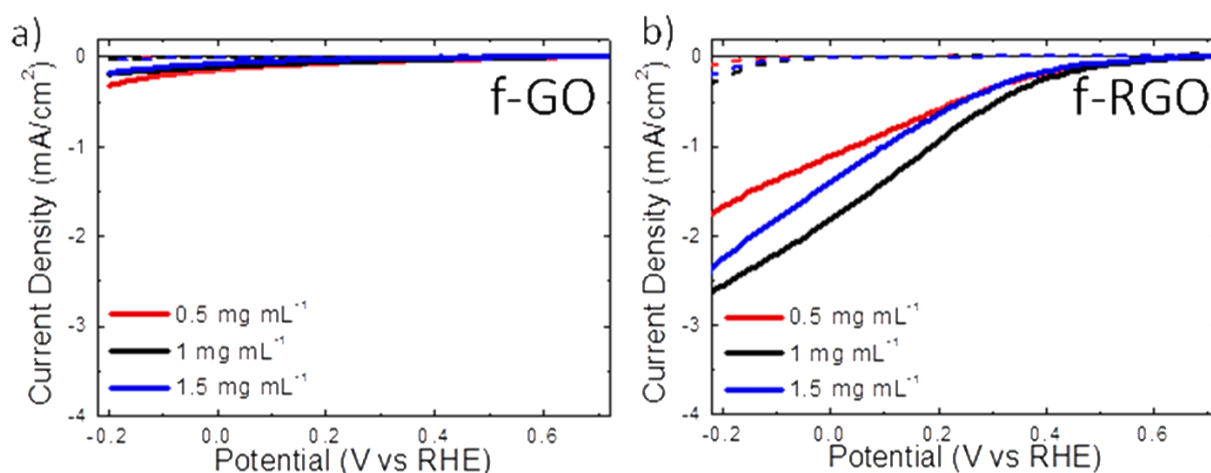 a)
f-GO
0
-1
-2
-3
-4
Current Density (mA/cm²)
0.5 mg mL⁻¹
1 mg mL⁻¹
1.5 mg mL⁻¹
-0.2 0.0 0.2 0.4 0.6
Potential (V vs RHE)
b)
f-RGO
0
-1
-2
-3
-4
Current Density (mA/cm²)
0.5 mg mL⁻¹
1 mg mL⁻¹
1.5 mg mL⁻¹
-0.2 0.0 0.2 0.4 0.6
Potential (V vs RHE)